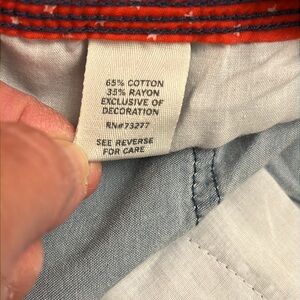 65% COTTON
35% RAYON
EXCLUSIVE OF
DECORATION
RN#73277
SEE REVERSE
FOR CARE